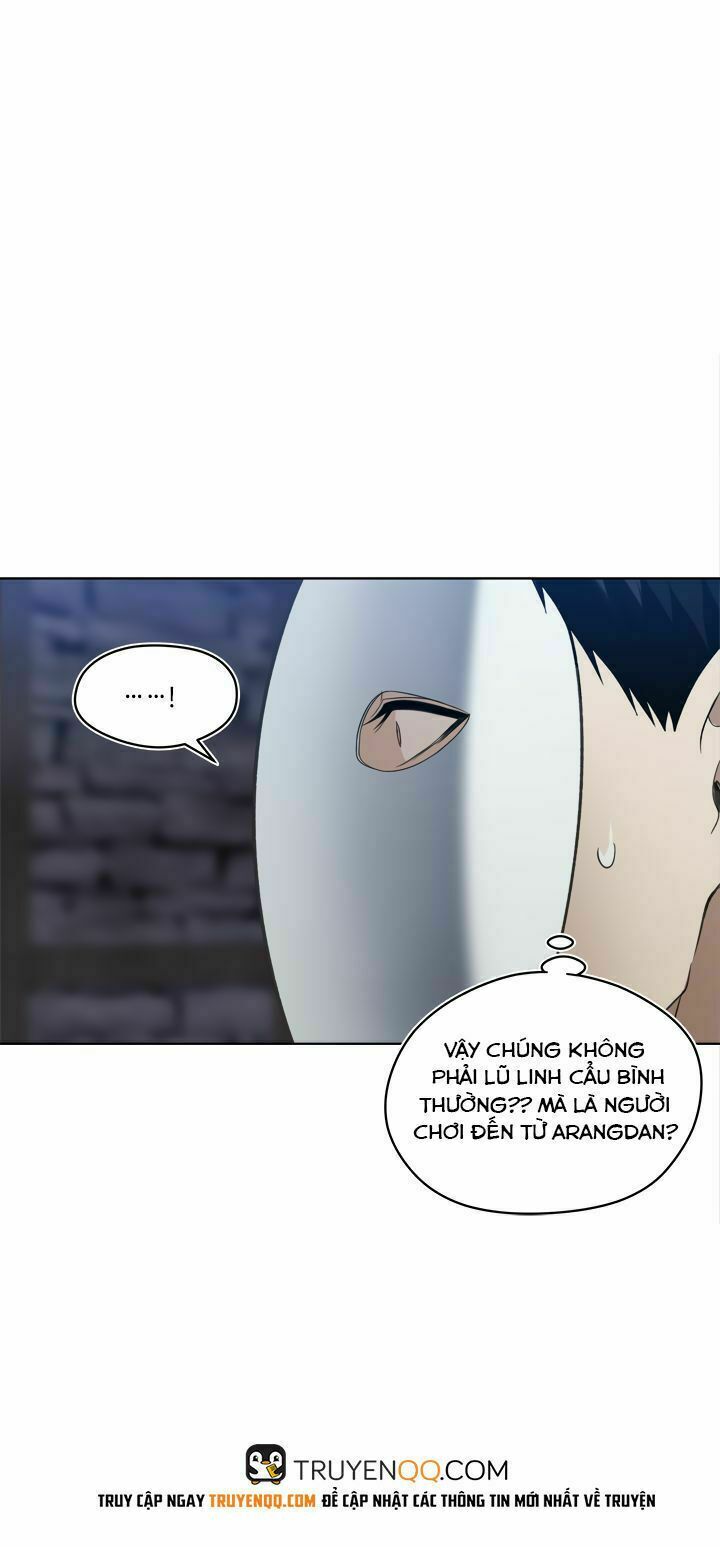 ... ...!
VẬY CHÚNG KHÔNG
PHẢI LŨ LINH CẨU BÌNH
THƯỜNG?? MÀ LÀ NGƯỜI
CHƠI ĐẾN TỪ ARANGDAN?
TRUYENQQ.COM
TRUY CẬP NGAY TRUYENQQ.COM ĐỂ CẬP NHẬT CÁC THÔNG TIN MỚI NHẤT VỀ TRUYỆN